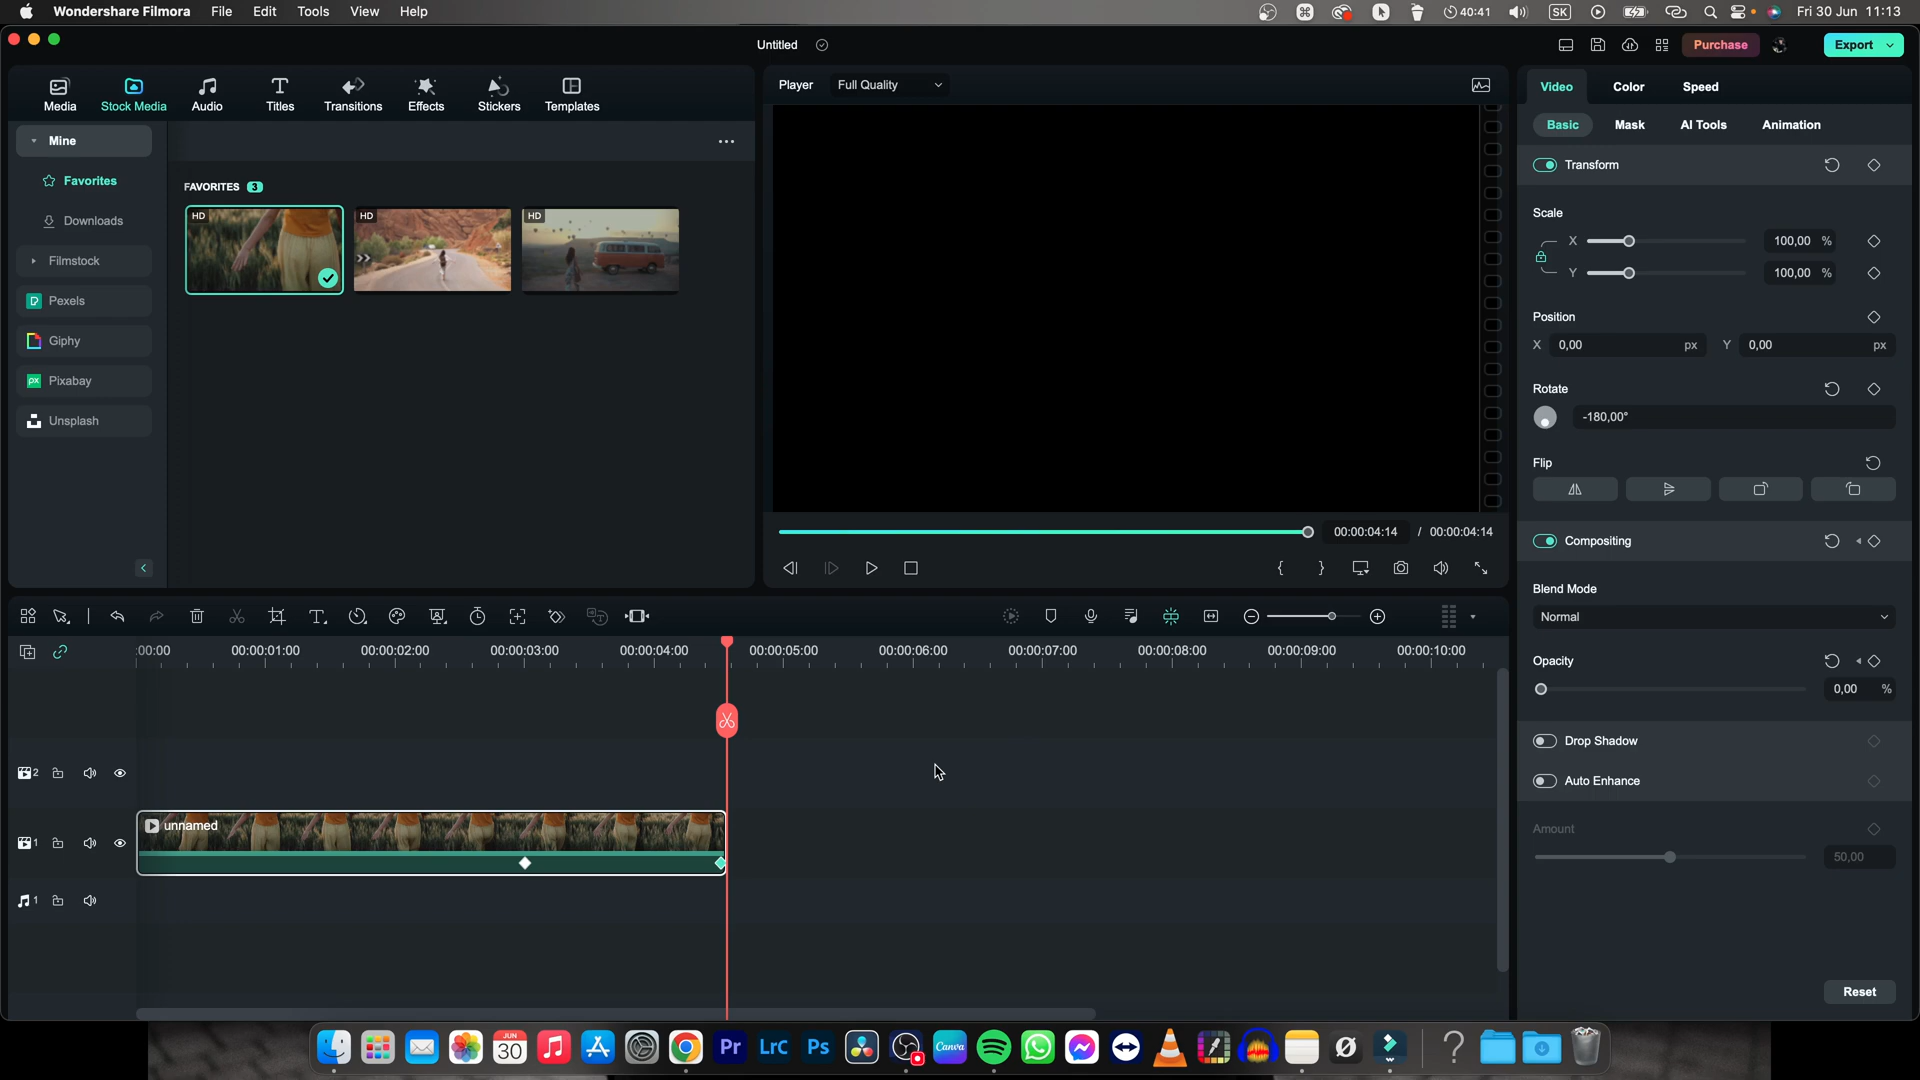 Wondershare Filmora File Edit Tools View Help
40:41 SK Fri 30 Jun 11:13
Untitled
Purchase
Export
Media Stock Media Audio Titles Transitions Effects Stickers Templates
Player Full Quality
Video Color Speed
Mine
Basic Mask AI Tools Animation
Transform
Favorites
FAVORITES 3
HD
HD
HD
Downloads
Filmstock
Pexels
Giphy
Pixabay
px
Unsplash
Scale
X 100,00 %
Y 100,00 %
Position
X 0,00 px Y 0,00 px
Rotate
-180,00°
Flip
00:00:04:14 / 00:00:04:14
Compositing
Blend Mode
Normal
Opacity
0,00 %
:00:00 00:00:01:00 00:00:02:00 00:00:03:00 00:00:04:00 00:00:05:00 00:00:06:00 00:00:07:00 00:00:08:00 00:00:09:00 00:00:10:00
Drop Shadow
2
Auto Enhance
unnamed
1
Amount
50,00
1
Reset
JUN
30
Pr LrC Ps Canva